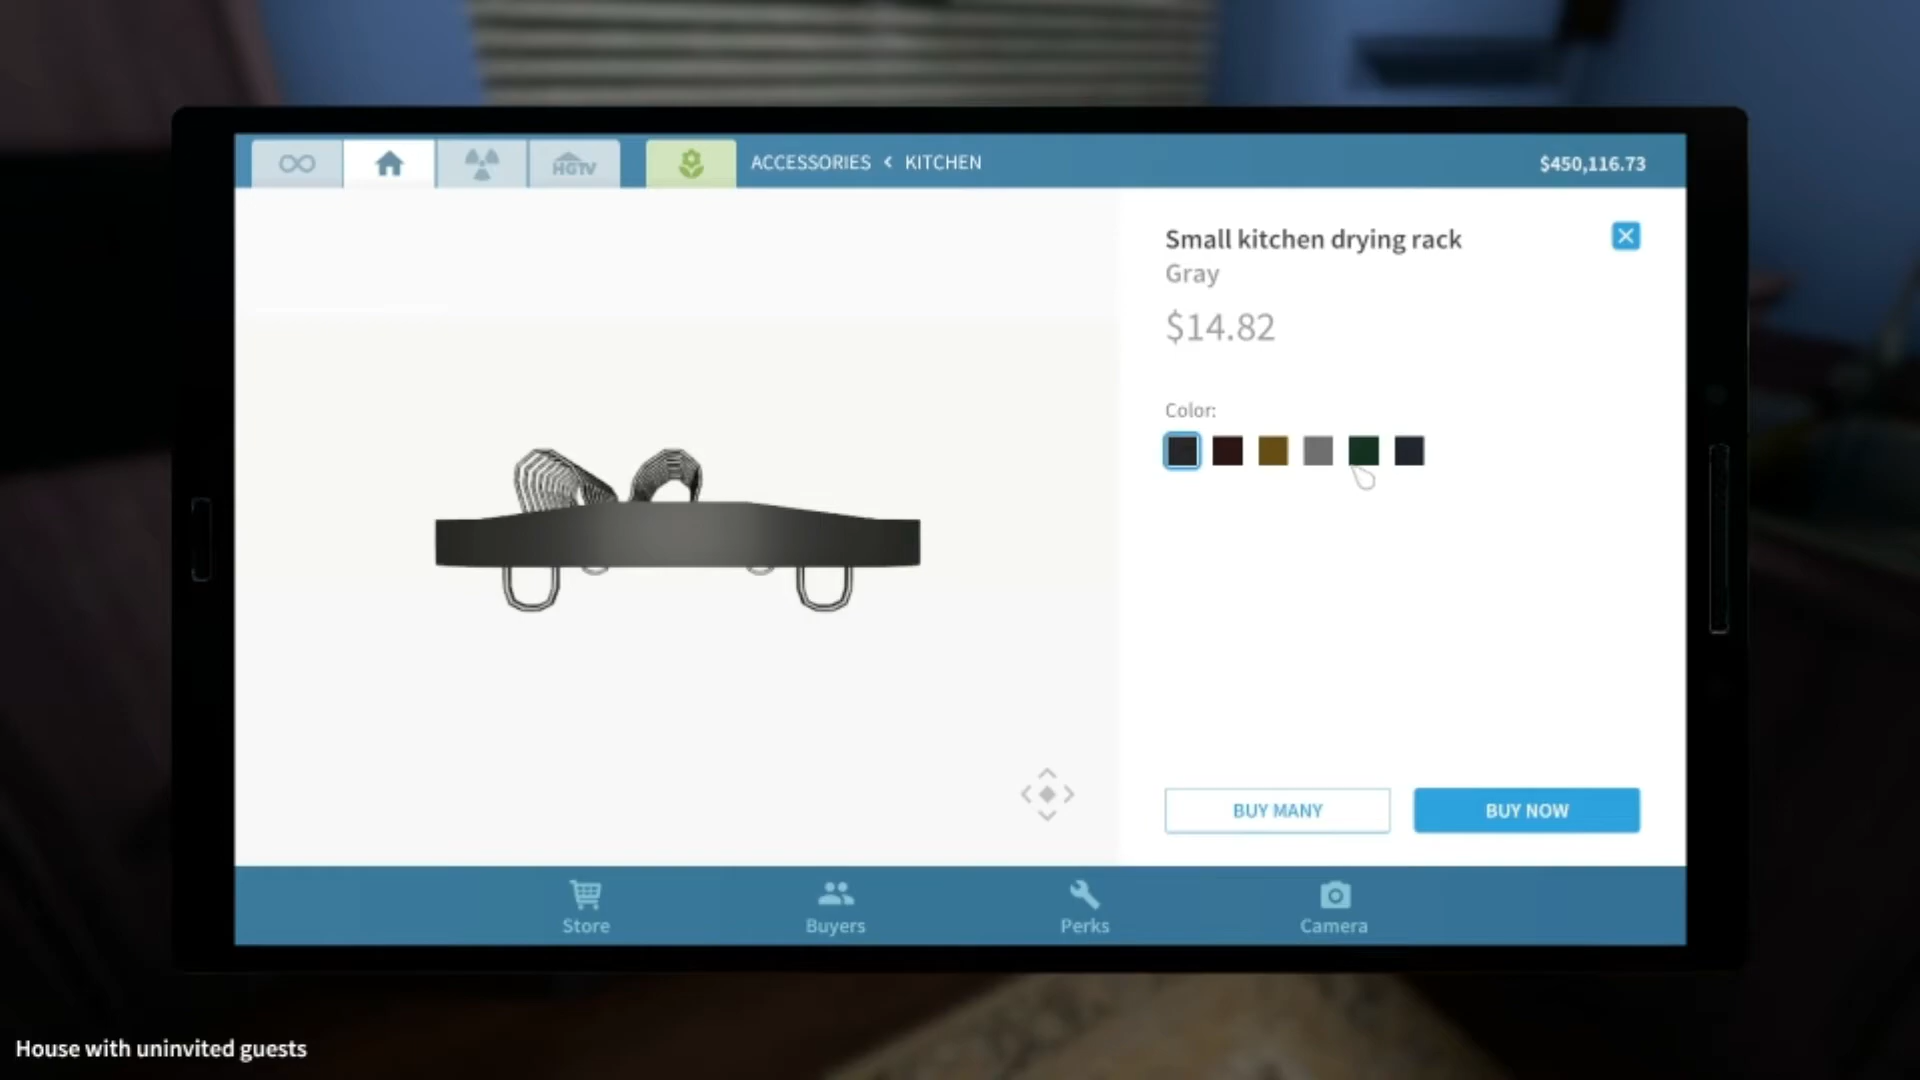 HGTV
ACCESSORIES < KITCHEN
$450,116.73
Small kitchen drying rack
Gray
$14.82
Color:
BUY MANY
BUY NOW
Store
Buyers
Perks
Camera
House with uninvited guests